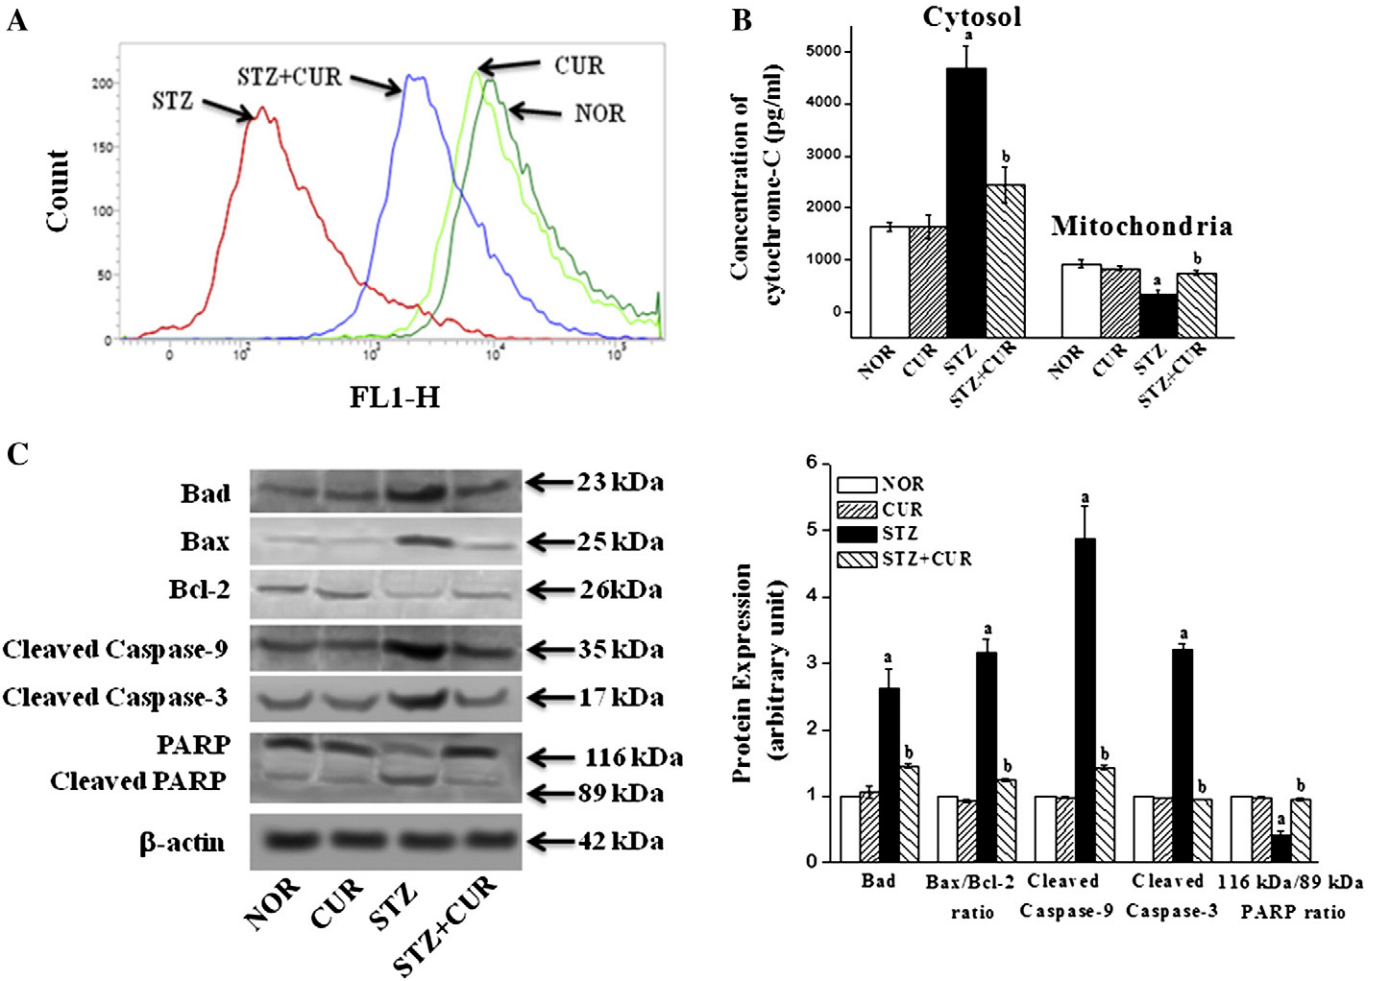 A
STZ
STZ+CUR
CUR
NOR
Count
200
150
100
50
0
0 10² 10³ 10⁴ 10⁵
FL1-H
B
Cytosol
Mitochondria
Concentration of
cytochrome-C (pg/ml)
5000
4000
3000
2000
1000
0
a
b
a
b
NOR CUR STZ STZ+CUR NOR CUR STZ STZ+CUR
C
Bad 23 kDa
Bax 25 kDa
Bcl-2 26kDa
Cleaved Caspase-9 35 kDa
Cleaved Caspase-3 17 kDa
PARP 116 kDa
Cleaved PARP 89 kDa
β-actin 42 kDa
NOR CUR STZ STZ+CUR
Protein Expression
(arbitrary unit)
6
5
4
3
2
1
0
NOR
CUR
STZ
STZ+CUR
a b a b a b a b a b
Bad Bax/Bcl-2 Cleaved Cleaved 116 kDa/89 kDa
ratio Caspase-9 Caspase-3 PARP ratio